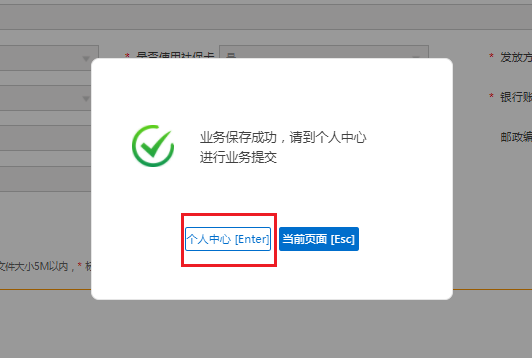 * 是否使用社保卡 是
* 发放方
* 银行账
邮政编
业务保存成功，请到个人中心
进行业务提交
个人中心 [Enter] 当前页面 [Esc]
文件大小5M以内，*